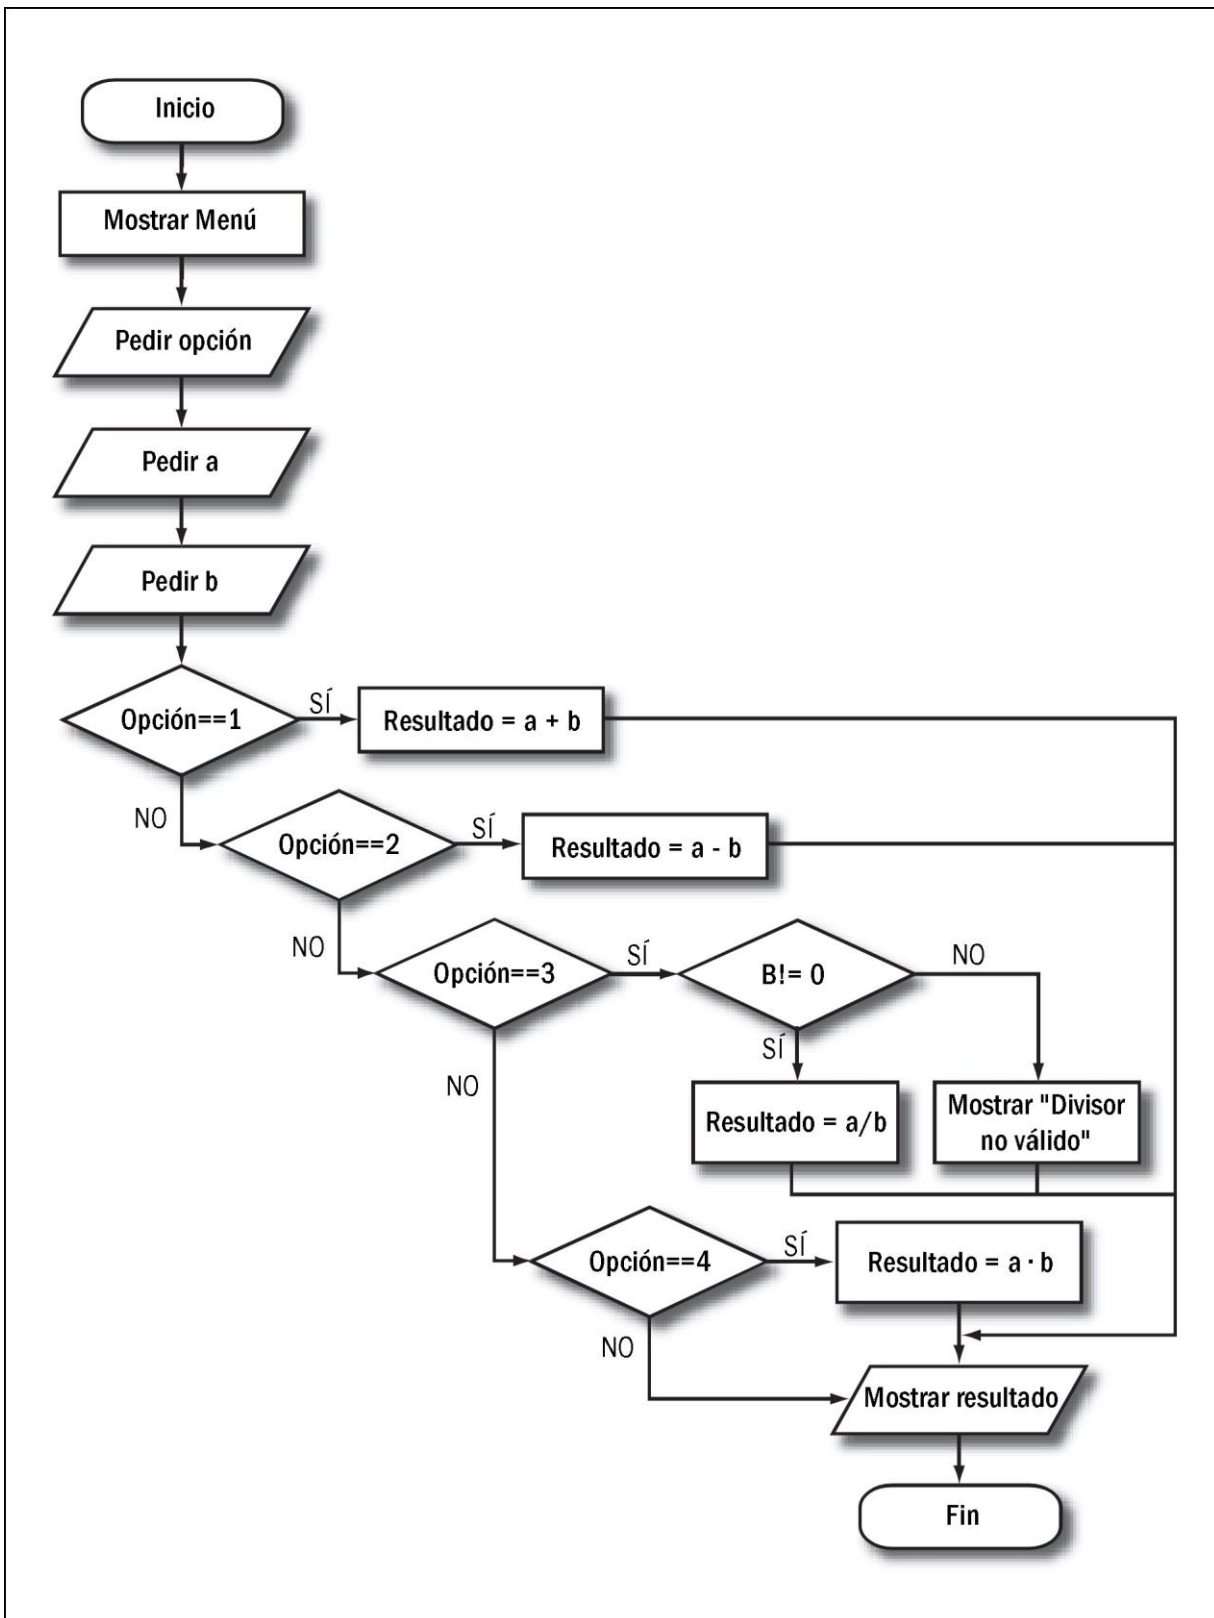 Inicio
Mostrar Menú
Pedir opción
Pedir a
Pedir b
Opción==1
SÍ
Resultado = a + b
NO
Opción==2
SÍ
Resultado = a - b
NO
Opción==3
SÍ
B!= 0
NO
SÍ
NO
Resultado = a/b
Mostrar "Divisor
no válido"
Opción==4
SÍ
Resultado = a · b
NO
Mostrar resultado
Fin